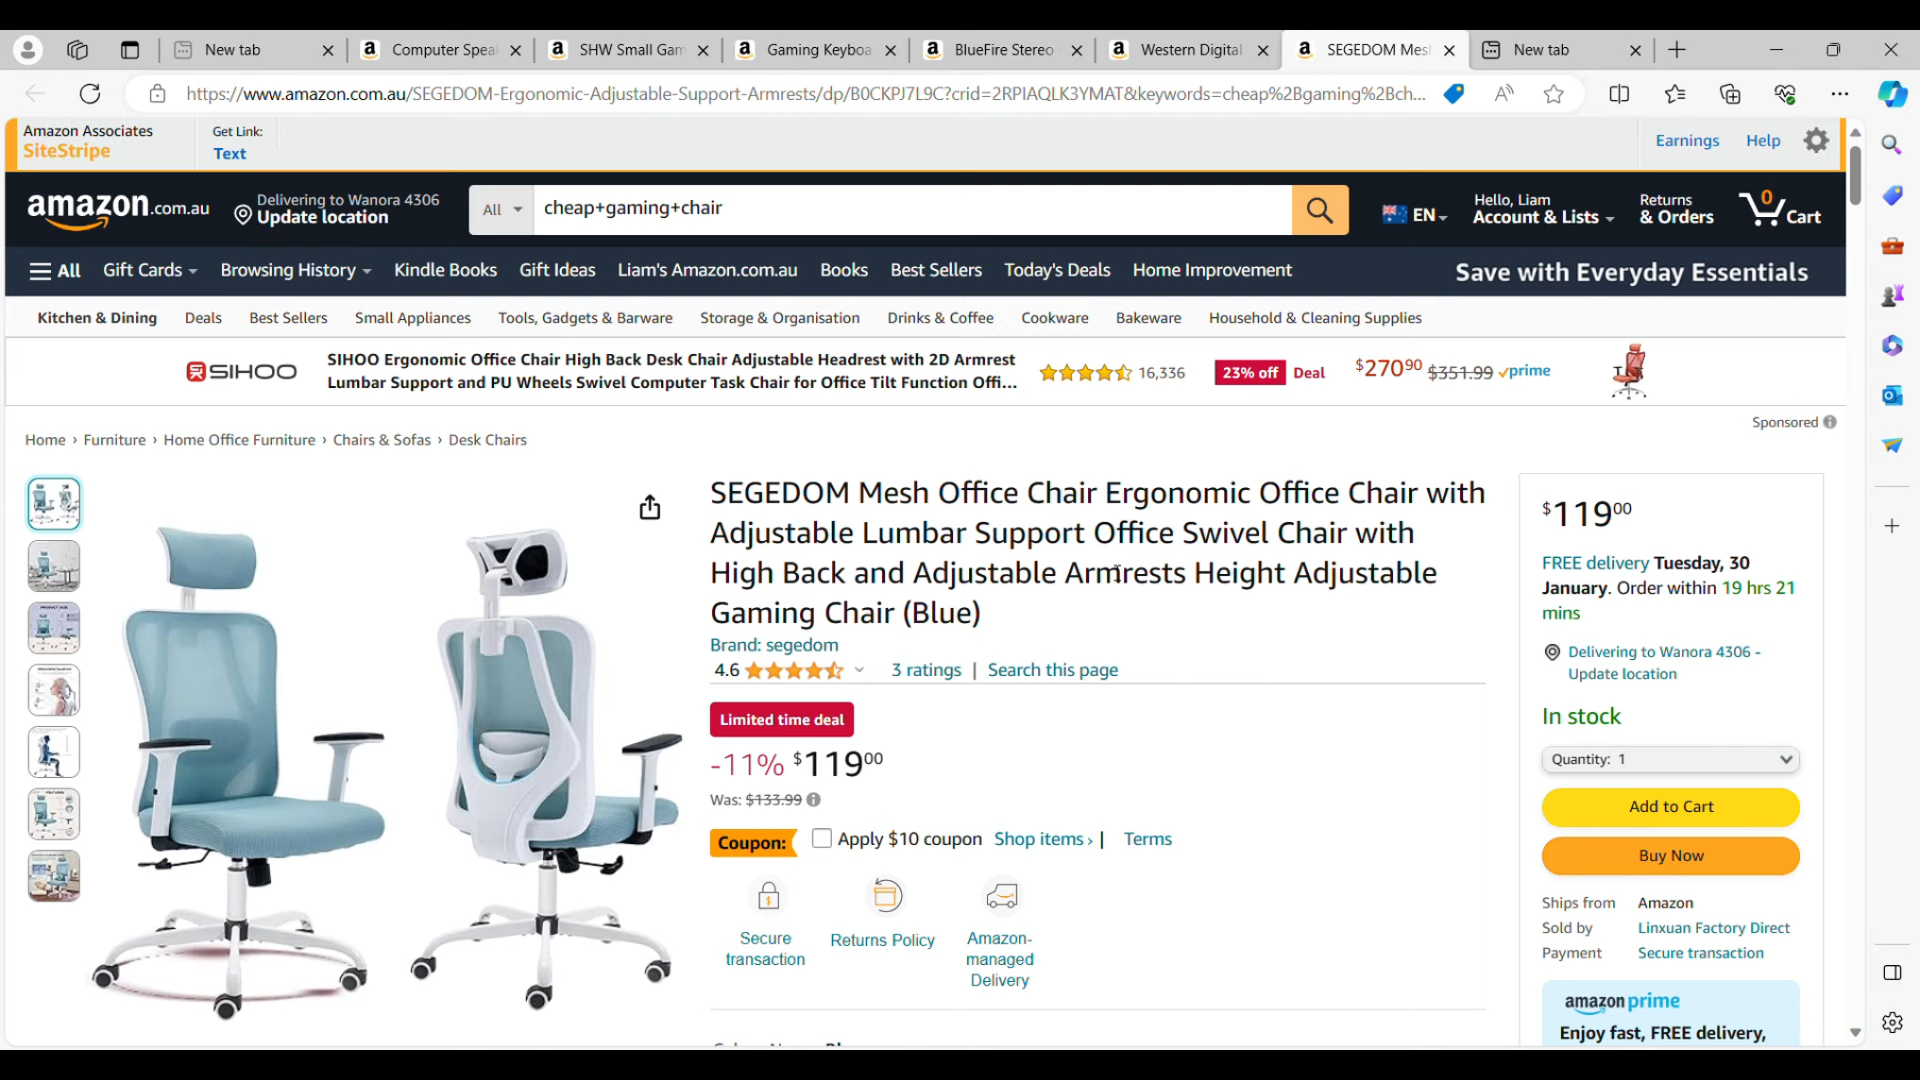 New tab
Computer Spea
SHW Small Gam
Gaming Keyboa
BlueFire Stereo
Western Digital
SEGEDOM Mesh
New tab
https://www.amazon.com.au/SEGEDOM-Ergonomic-Adjustable-Support-Armrests/dp/B0CKPJ7L9C?crid=2RPIAQLK3YMAT&keywords=cheap%2Bgaming%2Bch...
Amazon Associates
SiteStripe
Get Link:
Text
Earnings
Help
amazon.com.au
Delivering to Wanora 4306
Update location
All
cheap+gaming+chair
EN
Hello, Liam
Account & Lists
Returns
& Orders
0
Cart
All
Gift Cards
Browsing History
Kindle Books
Gift Ideas
Liam's Amazon.com.au
Books
Best Sellers
Today's Deals
Home Improvement
Save with Everyday Essentials
Kitchen & Dining
Deals
Best Sellers
Small Appliances
Tools, Gadgets & Barware
Storage & Organisation
Drinks & Coffee
Cookware
Bakeware
Household & Cleaning Supplies
SIHOO
SIHOO Ergonomic Office Chair High Back Desk Chair Adjustable Headrest with 2D Armrest
Lumbar Support and PU Wheels Swivel Computer Task Chair for Office Tilt Function Offi...
16,336
23% off
Deal
$270.90 $351.99 prime
Sponsored
Home › Furniture › Home Office Furniture › Chairs & Sofas › Desk Chairs
SEGEDOM Mesh Office Chair Ergonomic Office Chair with
Adjustable Lumbar Support Office Swivel Chair with
High Back and Adjustable Armrests Height Adjustable
Gaming Chair (Blue)
Brand: segedom
4.6
3 ratings | Search this page
Limited time deal
-11% $119.00
Was: $133.99
Coupon: Apply $10 coupon Shop items › | Terms
Secure
transaction
Returns Policy
Amazon-
managed
Delivery
$119.00
FREE delivery Tuesday, 30
January. Order within 19 hrs 21
mins
Delivering to Wanora 4306 -
Update location
In stock
Quantity: 1
Add to Cart
Buy Now
Ships from Amazon
Sold by Linxuan Factory Direct
Payment Secure transaction
amazon prime
Enjoy fast, FREE delivery,